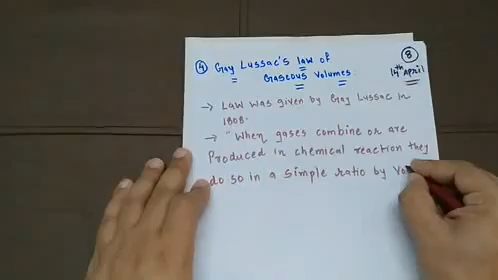 ④ Gay Lussac's law of
Gaseous Volumes
8
14th April
→ Law was given by Gay Lussac in
1808.
→ "When gases combine or are
Produced in chemical reaction they
do so in a simple ratio by Vo